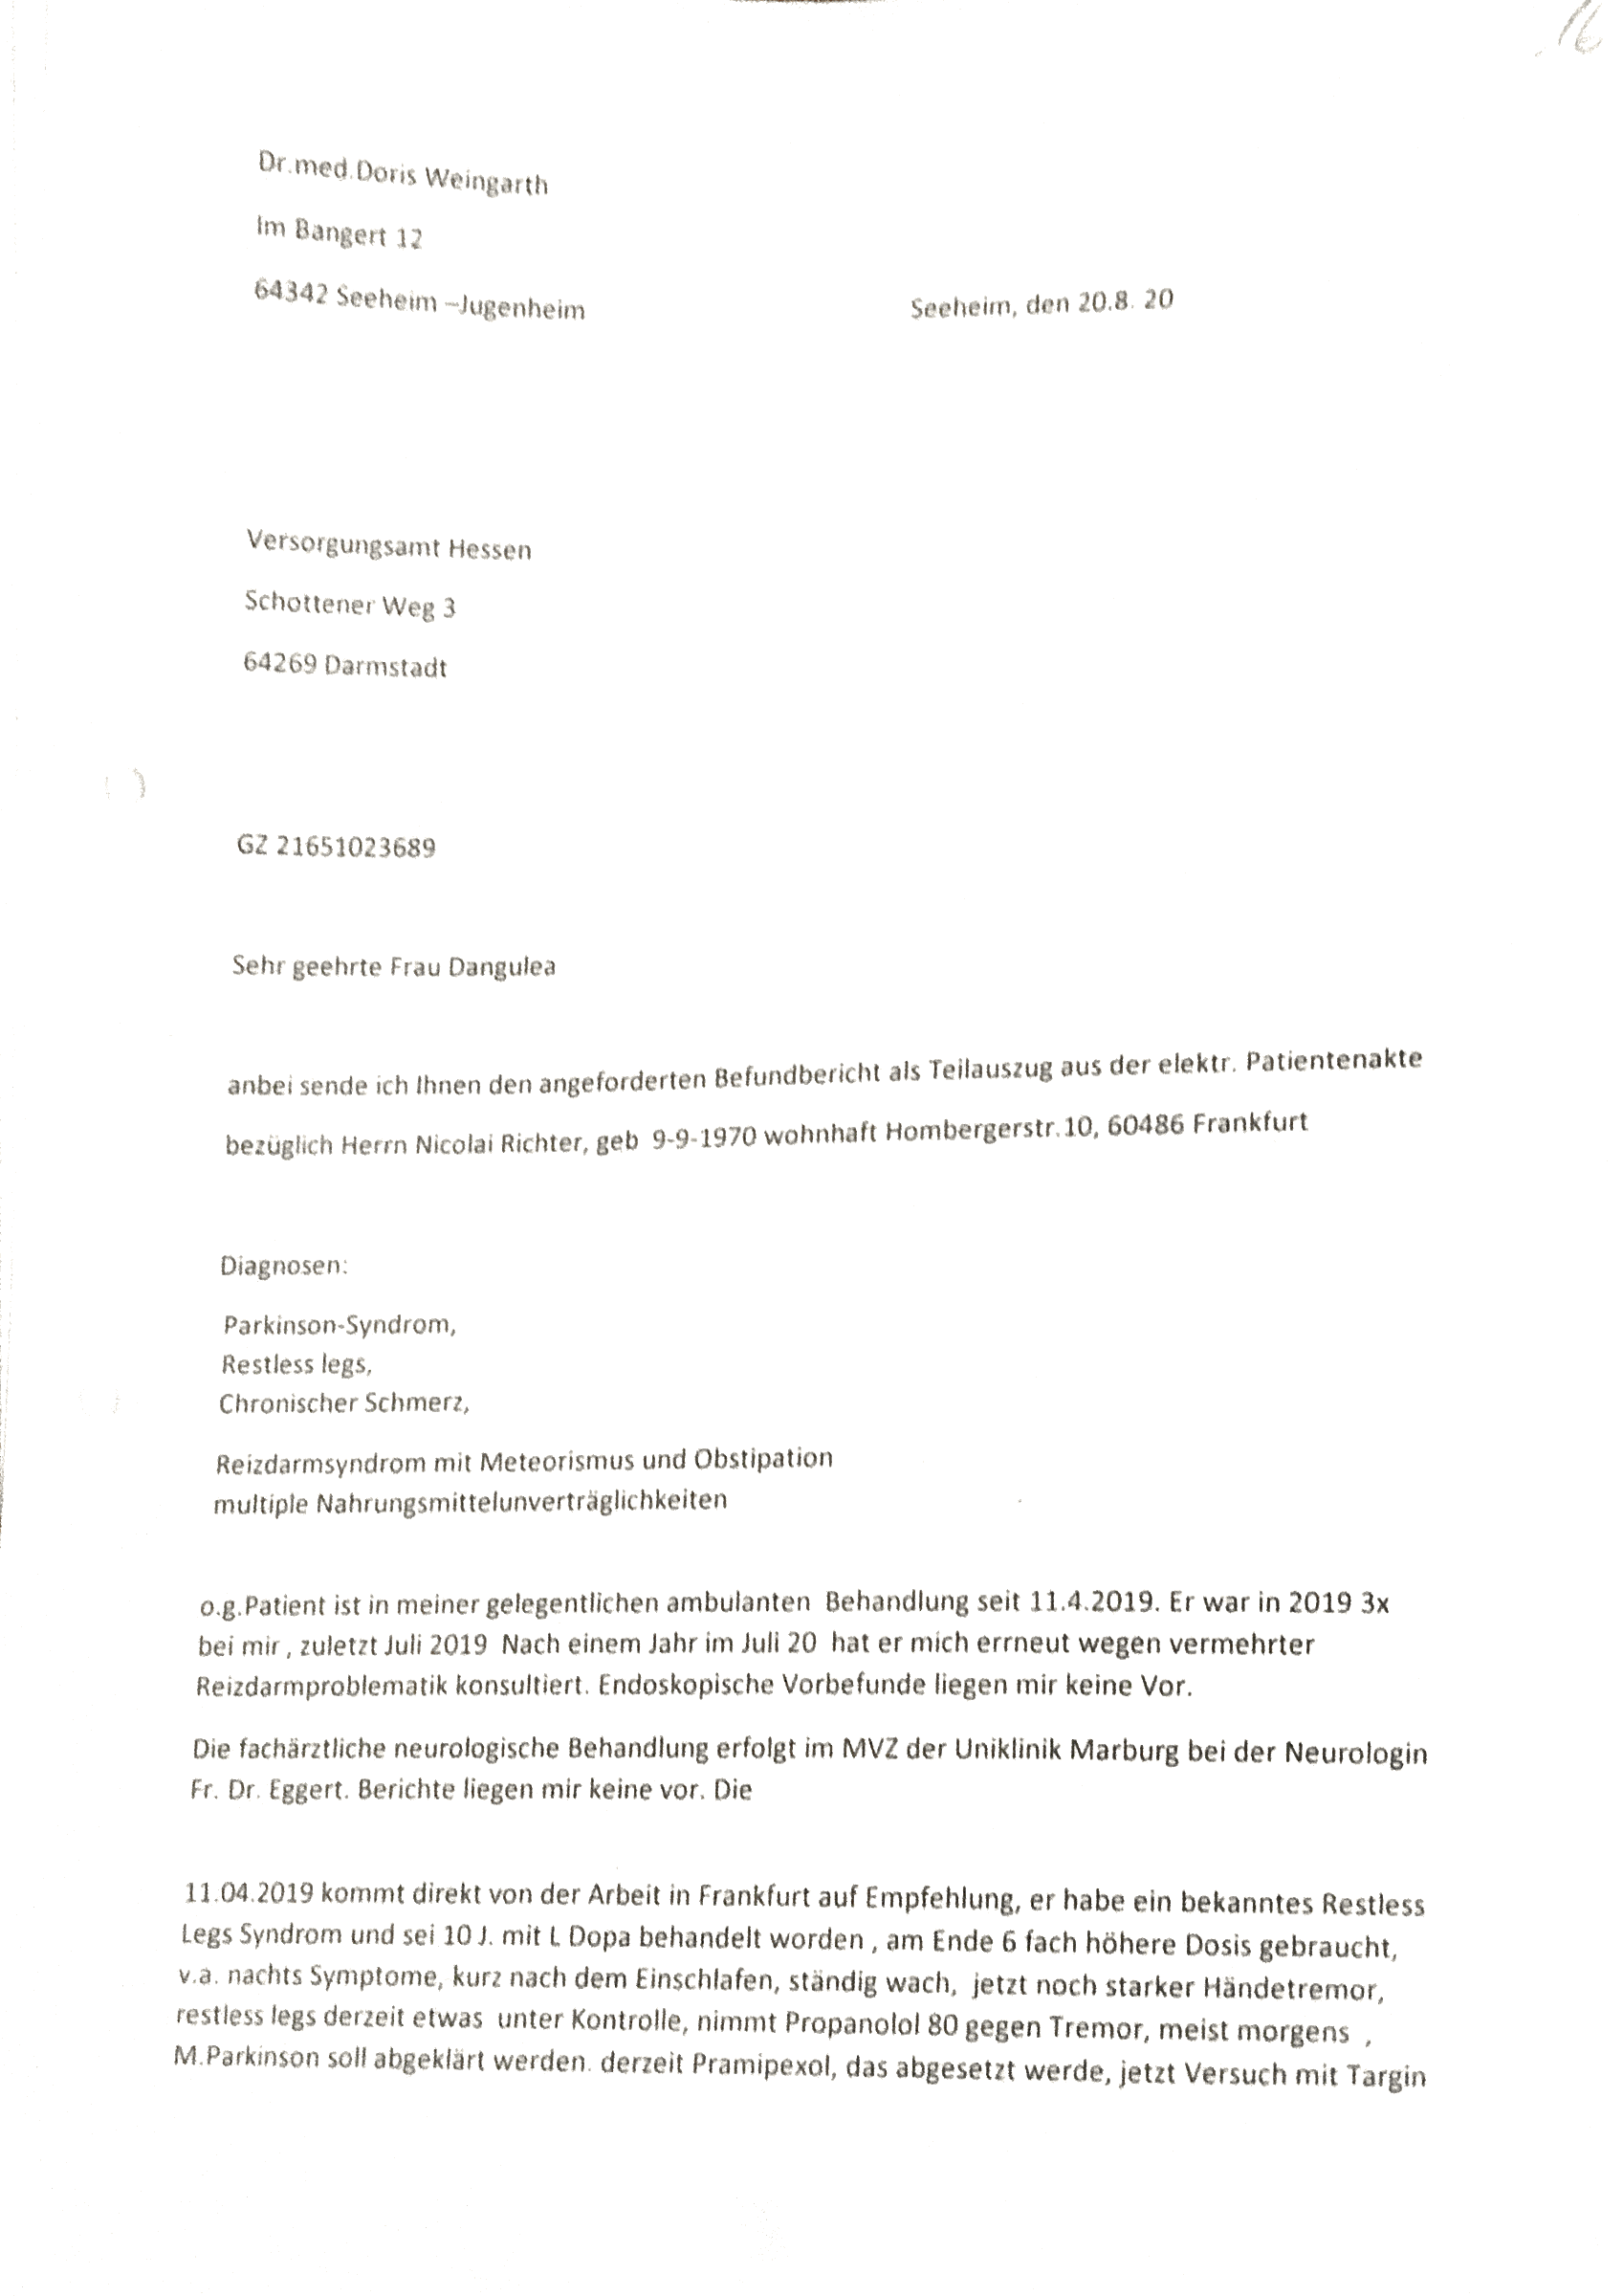 16
Dr.med.Doris Weingarth
Im Bangert 12
64342 Seeheim –Jugenheim
Seeheim, den 20.8. 20
Versorgungsamt Hessen
Schottener Weg 3
64269 Darmstadt
GZ 21651023689
Sehr geehrte Frau Dangulea
anbei sende ich Ihnen den angeforderten Befundbericht als Teilauszug aus der elektr. Patientenakte
bezüglich Herrn Nicolai Richter, geb 9-9-1970 wohnhaft Hombergerstr.10, 60486 Frankfurt
Diagnosen:
Parkinson-Syndrom,
Restless legs,
Chronischer Schmerz,
Reizdarmsyndrom mit Meteorismus und Obstipation
multiple Nahrungsmittelunverträglichkeiten
o.g.Patient ist in meiner gelegentlichen ambulanten Behandlung seit 11.4.2019. Er war in 2019 3x
bei mir , zuletzt Juli 2019 Nach einem Jahr im Juli 20 hat er mich errneut wegen vermehrter
Reizdarmproblematik konsultiert. Endoskopische Vorbefunde liegen mir keine Vor.
Die fachärztliche neurologische Behandlung erfolgt im MVZ der Uniklinik Marburg bei der Neurologin
Fr. Dr. Eggert. Berichte liegen mir keine vor. Die
11.04.2019 kommt direkt von der Arbeit in Frankfurt auf Empfehlung, er habe ein bekanntes Restless
Legs Syndrom und sei 10 J. mit L Dopa behandelt worden , am Ende 6 fach höhere Dosis gebraucht,
v.a. nachts Symptome, kurz nach dem Einschlafen, ständig wach, jetzt noch starker Händetremor,
restless legs derzeit etwas unter Kontrolle, nimmt Propanolol 80 gegen Tremor, meist morgens ,
M.Parkinson soll abgeklärt werden. derzeit Pramipexol, das abgesetzt werde, jetzt Versuch mit Targin